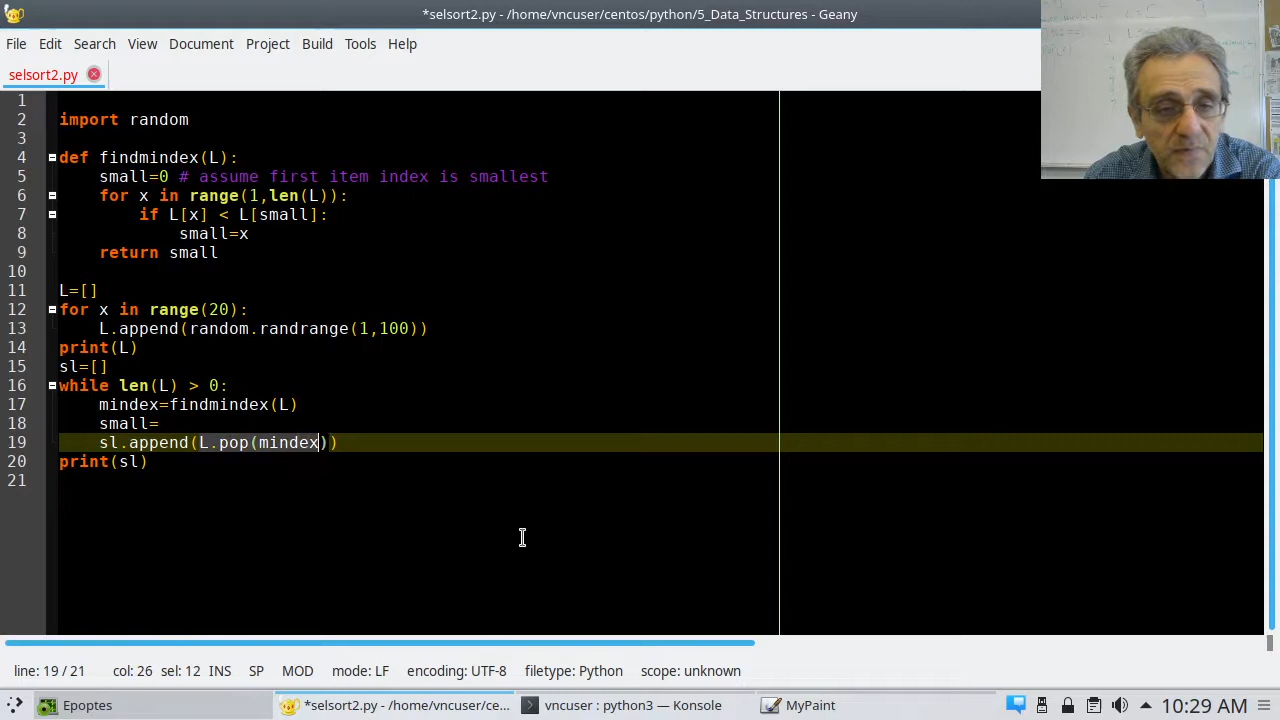 *selsort2.py - /home/vncuser/centos/python/5_Data_Structures - Geany
File Edit Search View Document Project Build Tools Help
selsort2.py
1
2 import random
3
4 def findmindex(L):
5     small=0 # assume first item index is smallest
6     for x in range(1,len(L)):
7         if L[x] < L[small]:
8             small=x
9     return small
10
11 L=[]
12 for x in range(20):
13     L.append(random.randrange(1,100))
14 print(L)
15 sl=[]
16 while len(L) > 0:
17     mindex=findmindex(L)
18     small=
19     sl.append(L.pop(mindex))
20 print(sl)
21
line: 19 / 21 col: 26 sel: 12 INS SP MOD mode: LF encoding: UTF-8 filetype: Python scope: unknown
Epoptes *selsort2.py - /home/vncuser/ce... vncuser : python3 — Konsole MyPaint 10:29 AM